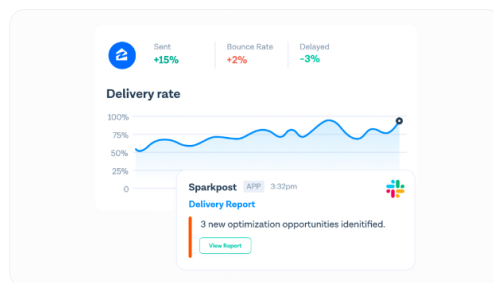 Sent
Bounce Rate
Delayed
+15%
+2%
-3%
Delivery rate
100%
75%
50%
25%
0
Sparkpost APP 3:32pm
Delivery Report
3 new optimization opportunities idenitified.
View Report